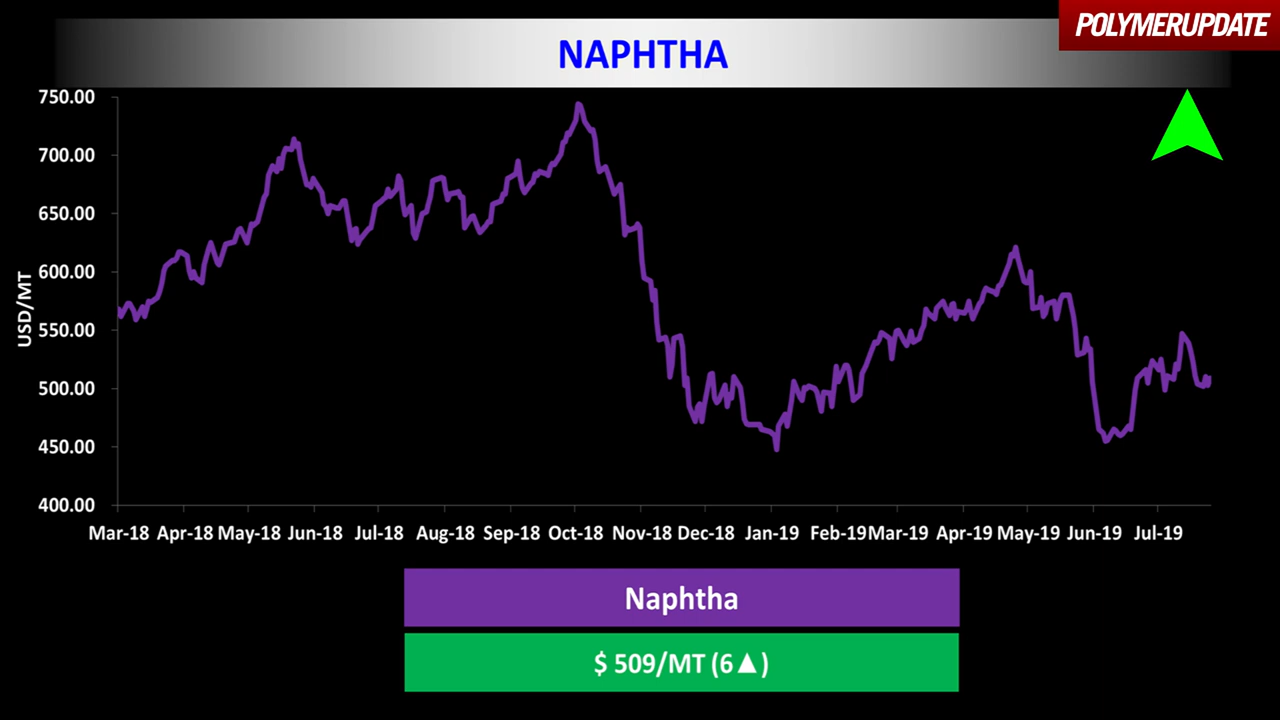 POLYMERUPDATE
NAPHTHA
750.00
700.00
650.00
600.00
550.00
500.00
450.00
400.00
USD/MT
Mar-18 Apr-18 May-18 Jun-18 Jul-18 Aug-18 Sep-18 Oct-18 Nov-18 Dec-18 Jan-19 Feb-19 Mar-19 Apr-19 May-19 Jun-19 Jul-19
Naphtha
$ 509/MT (6▲)